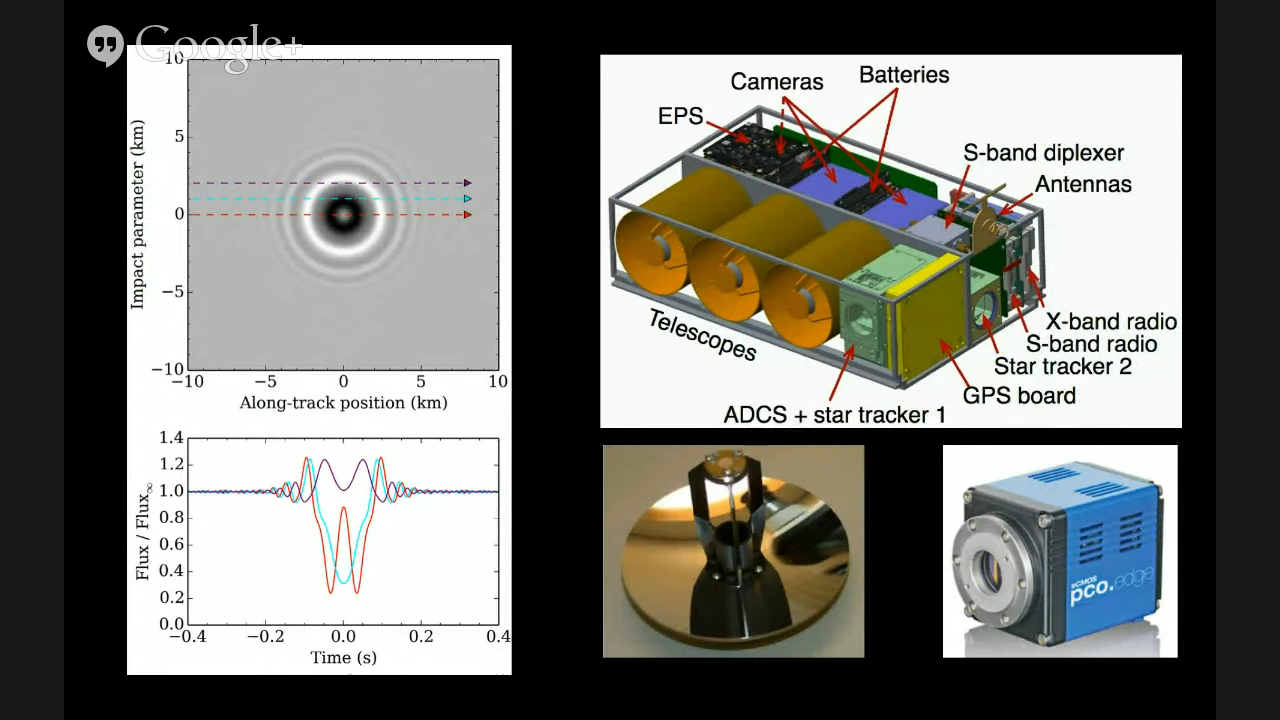 Google+
10
5
0
−5
−10
Impact parameter (km)
−10 −5 0 5 10
Along-track position (km)
1.4
1.2
1.0
0.8
0.6
0.4
0.2
0.0
Flux / Flux∞
−0.4 −0.2 0.0 0.2 0.4
Time (s)
Cameras
Batteries
EPS
S-band diplexer
Antennas
Telescopes
X-band radio
S-band radio
Star tracker 2
GPS board
ADCS + star tracker 1
sCMOS
pco.edge